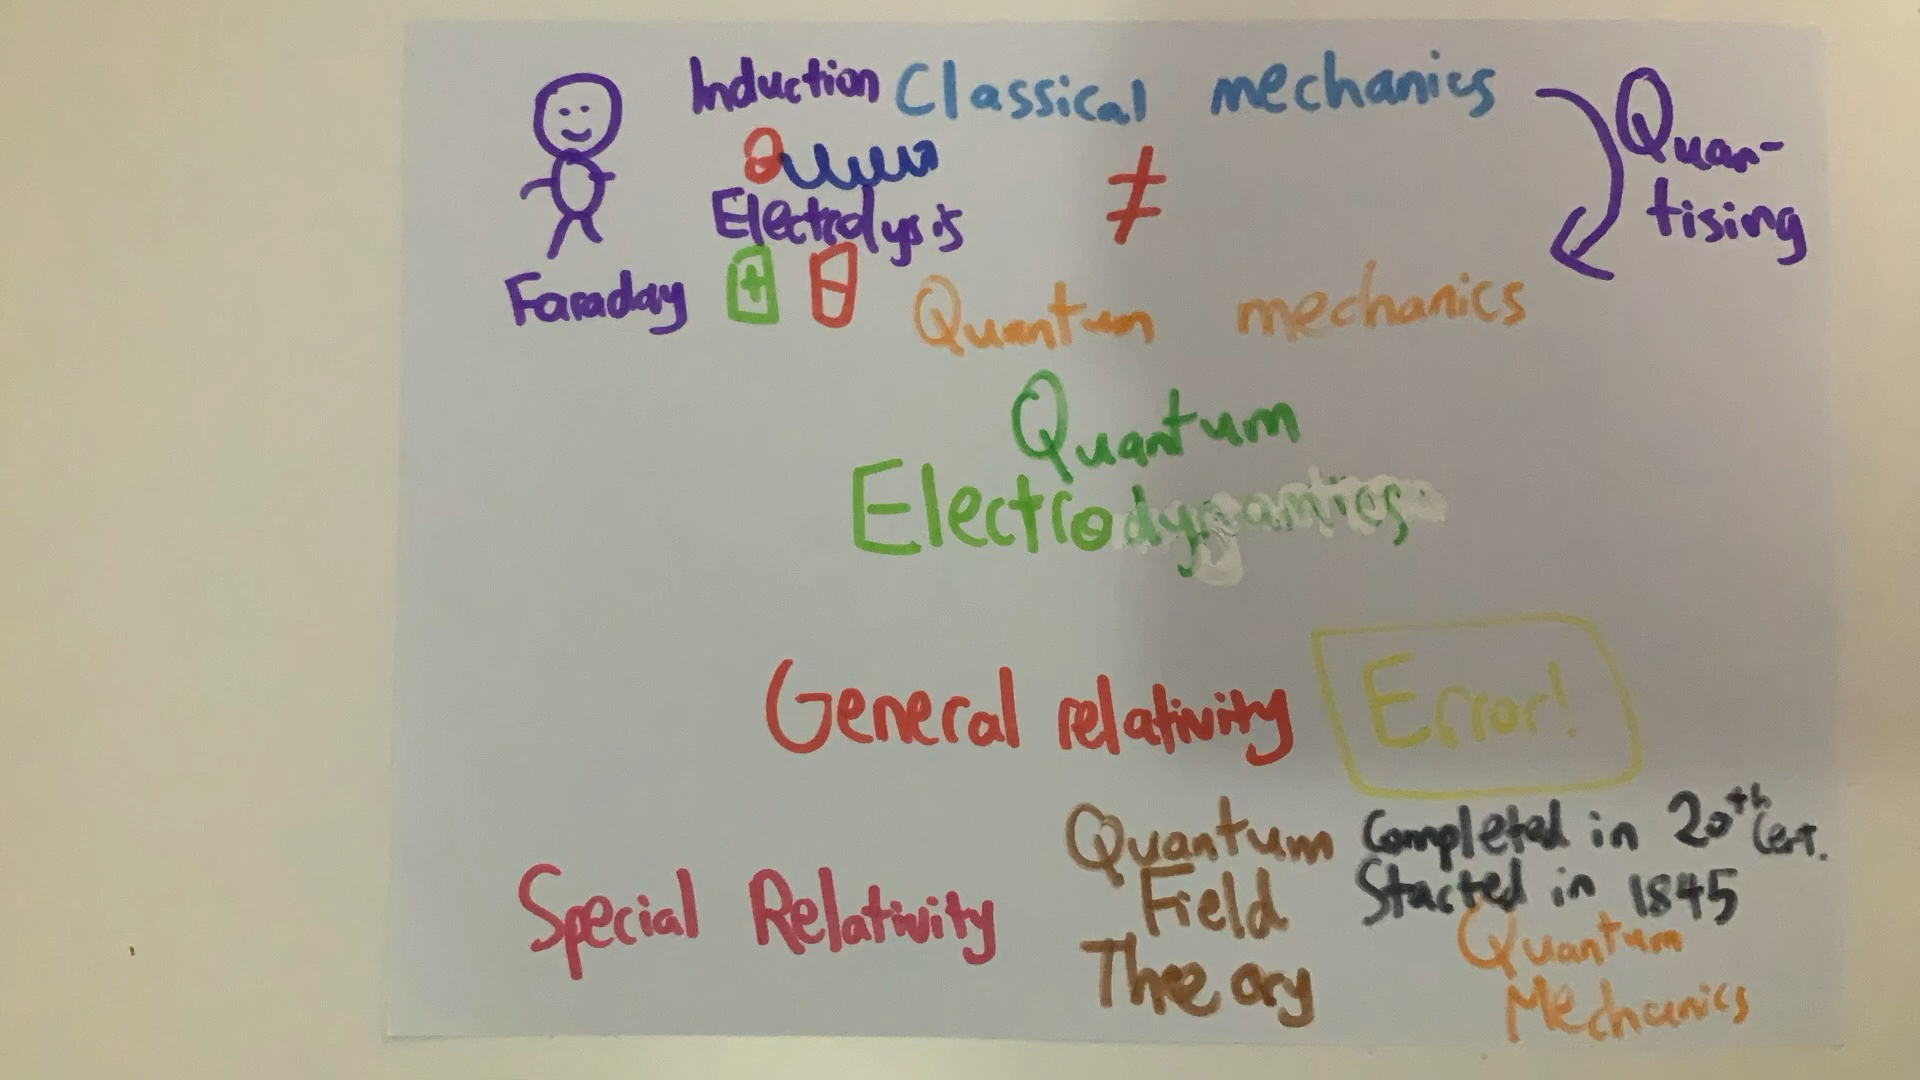 Induction
Classical mechanics
Quan-
tising
≠
Electrolysis
Faraday
+ -
Quantum mechanics
Quantum
Electrodynamics
General relativity
Error!
Quantum
Field
Theory
Completed in 20th Cent.
Started in 1845
Special Relativity
Quantum
Mechanics